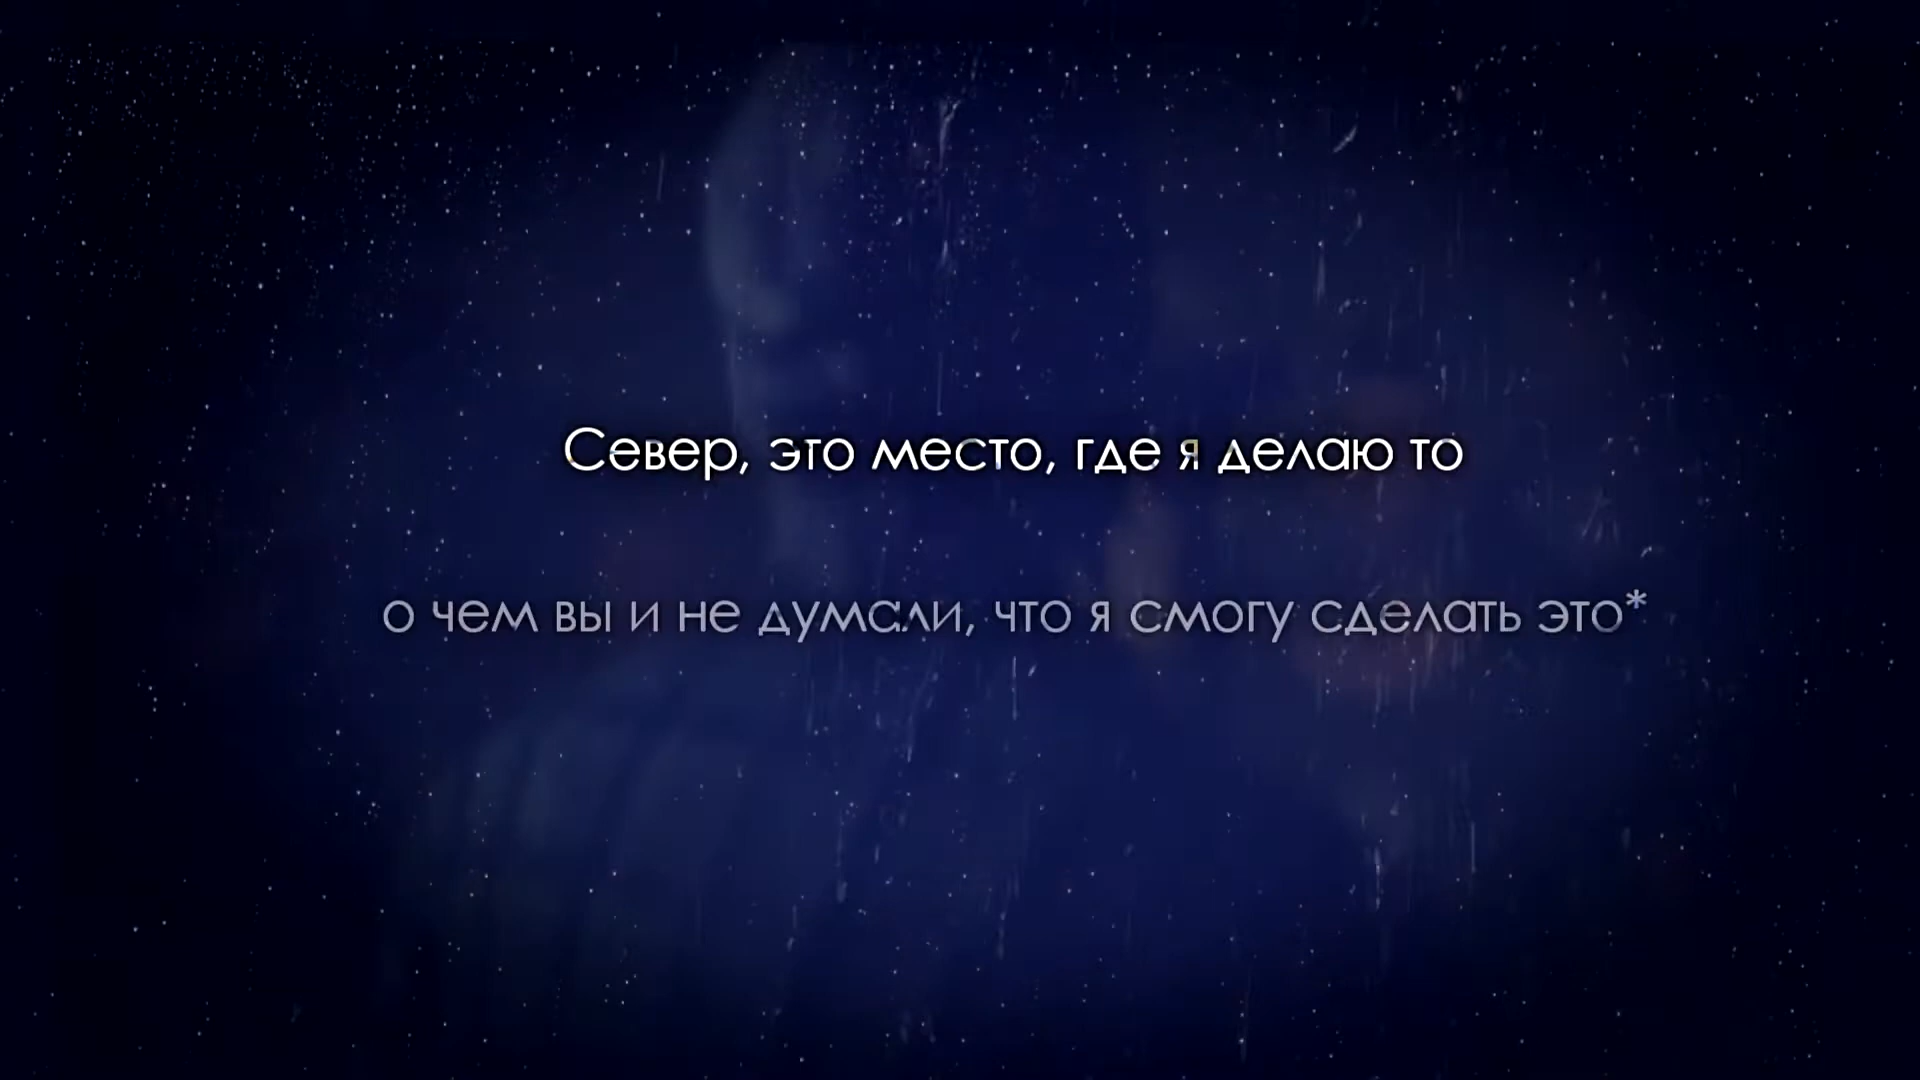 Север, это место, где я делаю то
о чем вы и не думали, что я смогу сделать это*